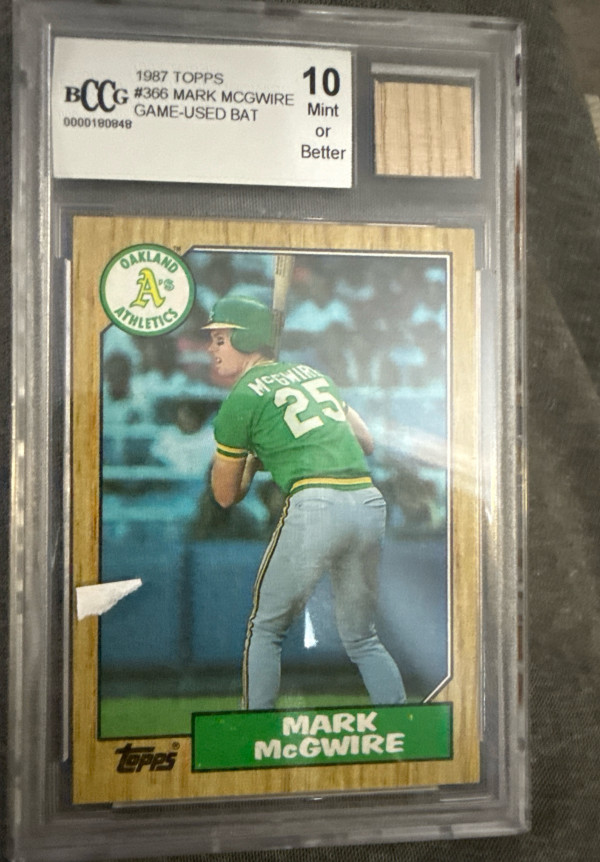 BCCG
0000180848
1987 TOPPS
#366 MARK MCGWIRE
GAME-USED BAT
10
Mint
or
Better
OAKLAND
A's
ATHLETICS
TM
McGWIRE
25
topps®
MARK
McGWIRE